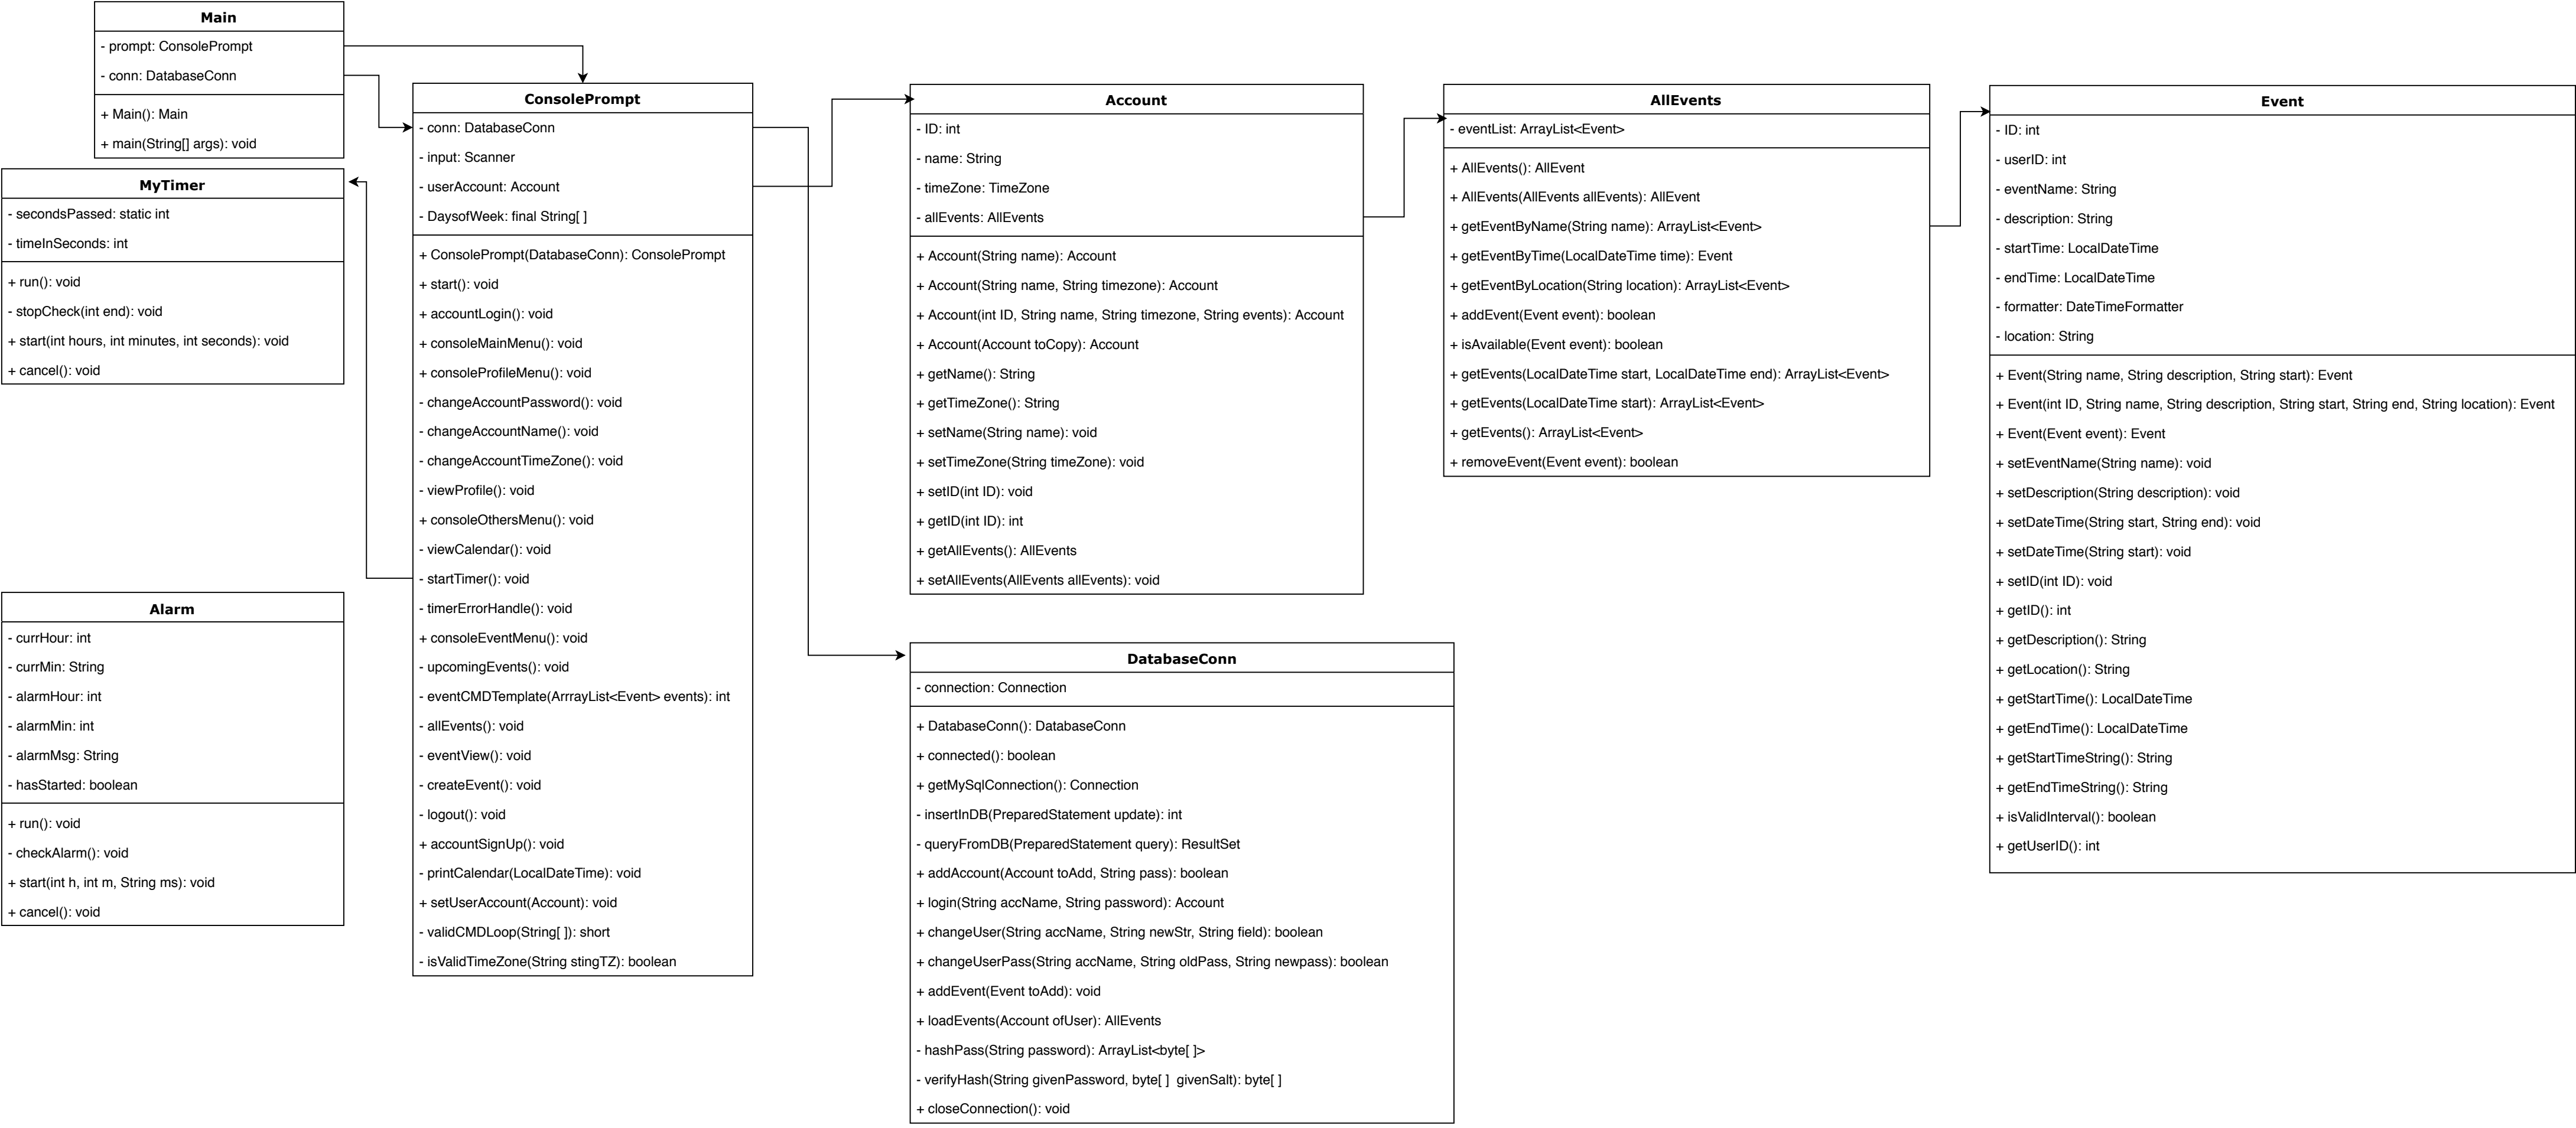 Main
- prompt: ConsolePrompt
- conn: DatabaseConn
+ Main(): Main
+ main(String[] args): void
MyTimer
- secondsPassed: static int
- timeInSeconds: int
+ run(): void
- stopCheck(int end): void
+ start(int hours, int minutes, int seconds): void
+ cancel(): void
Alarm
- currHour: int
- currMin: String
- alarmHour: int
- alarmMin: int
- alarmMsg: String
- hasStarted: boolean
+ run(): void
- checkAlarm(): void
+ start(int h, int m, String ms): void
+ cancel(): void
ConsolePrompt
- conn: DatabaseConn
- input: Scanner
- userAccount: Account
- DaysofWeek: final String[ ]
+ ConsolePrompt(DatabaseConn): ConsolePrompt
+ start(): void
+ accountLogin(): void
+ consoleMainMenu(): void
+ consoleProfileMenu(): void
- changeAccountPassword(): void
- changeAccountName(): void
- changeAccountTimeZone(): void
- viewProfile(): void
+ consoleOthersMenu(): void
- viewCalendar(): void
- startTimer(): void
- timerErrorHandle(): void
+ consoleEventMenu(): void
- upcomingEvents(): void
- eventCMDTemplate(ArrrayList<Event> events): int
- allEvents(): void
- eventView(): void
- createEvent(): void
- logout(): void
+ accountSignUp(): void
- printCalendar(LocalDateTime): void
+ setUserAccount(Account): void
- validCMDLoop(String[ ]): short
- isValidTimeZone(String stingTZ): boolean
Account
- ID: int
- name: String
- timeZone: TimeZone
- allEvents: AllEvents
+ Account(String name): Account
+ Account(String name, String timezone): Account
+ Account(int ID, String name, String timezone, String events): Account
+ Account(Account toCopy): Account
+ getName(): String
+ getTimeZone(): String
+ setName(String name): void
+ setTimeZone(String timeZone): void
+ setID(int ID): void
+ getID(int ID): int
+ getAllEvents(): AllEvents
+ setAllEvents(AllEvents allEvents): void
DatabaseConn
- connection: Connection
+ DatabaseConn(): DatabaseConn
+ connected(): boolean
+ getMySqlConnection(): Connection
- insertInDB(PreparedStatement update): int
- queryFromDB(PreparedStatement query): ResultSet
+ addAccount(Account toAdd, String pass): boolean
+ login(String accName, String password): Account
+ changeUser(String accName, String newStr, String field): boolean
+ changeUserPass(String accName, String oldPass, String newpass): boolean
+ addEvent(Event toAdd): void
+ loadEvents(Account ofUser): AllEvents
- hashPass(String password): ArrayList<byte[ ]>
- verifyHash(String givenPassword, byte[ ]  givenSalt): byte[ ]
+ closeConnection(): void
AllEvents
- eventList: ArrayList<Event>
+ AllEvents(): AllEvent
+ AllEvents(AllEvents allEvents): AllEvent
+ getEventByName(String name): ArrayList<Event>
+ getEventByTime(LocalDateTime time): Event
+ getEventByLocation(String location): ArrayList<Event>
+ addEvent(Event event): boolean
+ isAvailable(Event event): boolean
+ getEvents(LocalDateTime start, LocalDateTime end): ArrayList<Event>
+ getEvents(LocalDateTime start): ArrayList<Event>
+ getEvents(): ArrayList<Event>
+ removeEvent(Event event): boolean
Event
- ID: int
- userID: int
- eventName: String
- description: String
- startTime: LocalDateTime
- endTime: LocalDateTime
- formatter: DateTimeFormatter
- location: String
+ Event(String name, String description, String start): Event
+ Event(int ID, String name, String description, String start, String end, String location): Event
+ Event(Event event): Event
+ setEventName(String name): void
+ setDescription(String description): void
+ setDateTime(String start, String end): void
+ setDateTime(String start): void
+ setID(int ID): void
+ getID(): int
+ getDescription(): String
+ getLocation(): String
+ getStartTime(): LocalDateTime
+ getEndTime(): LocalDateTime
+ getStartTimeString(): String
+ getEndTimeString(): String
+ isValidInterval(): boolean
+ getUserID(): int